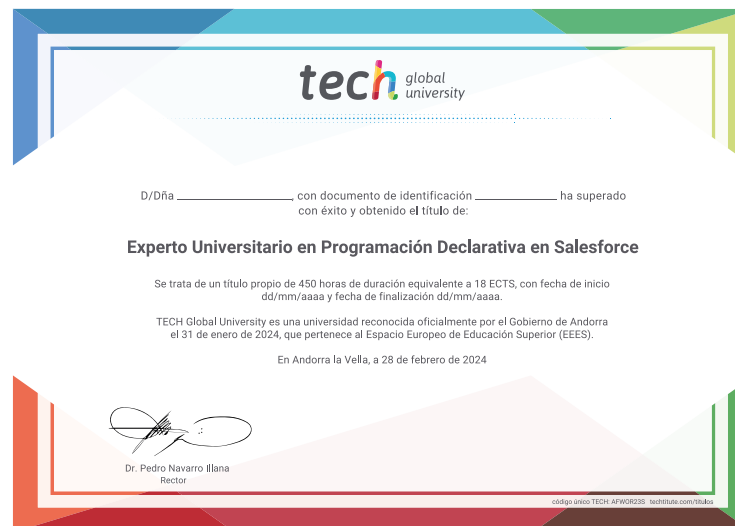 tech global university
D/Dña ____________, con documento de identificación ____________ ha superado
con éxito y obtenido el título de:
Experto Universitario en Programación Declarativa en Salesforce
Se trata de un título propio de 450 horas de duración equivalente a 18 ECTS, con fecha de inicio
dd/mm/aaaa y fecha de finalización dd/mm/aaaa.
TECH Global University es una universidad reconocida oficialmente por el Gobierno de Andorra
el 31 de enero de 2024, que pertenece al Espacio Europeo de Educación Superior (EEES).
En Andorra la Vella, a 28 de febrero de 2024
Dr. Pedro Navarro Illana
Rector
código único TECH: AFWOR23S techtitute.com/titulos